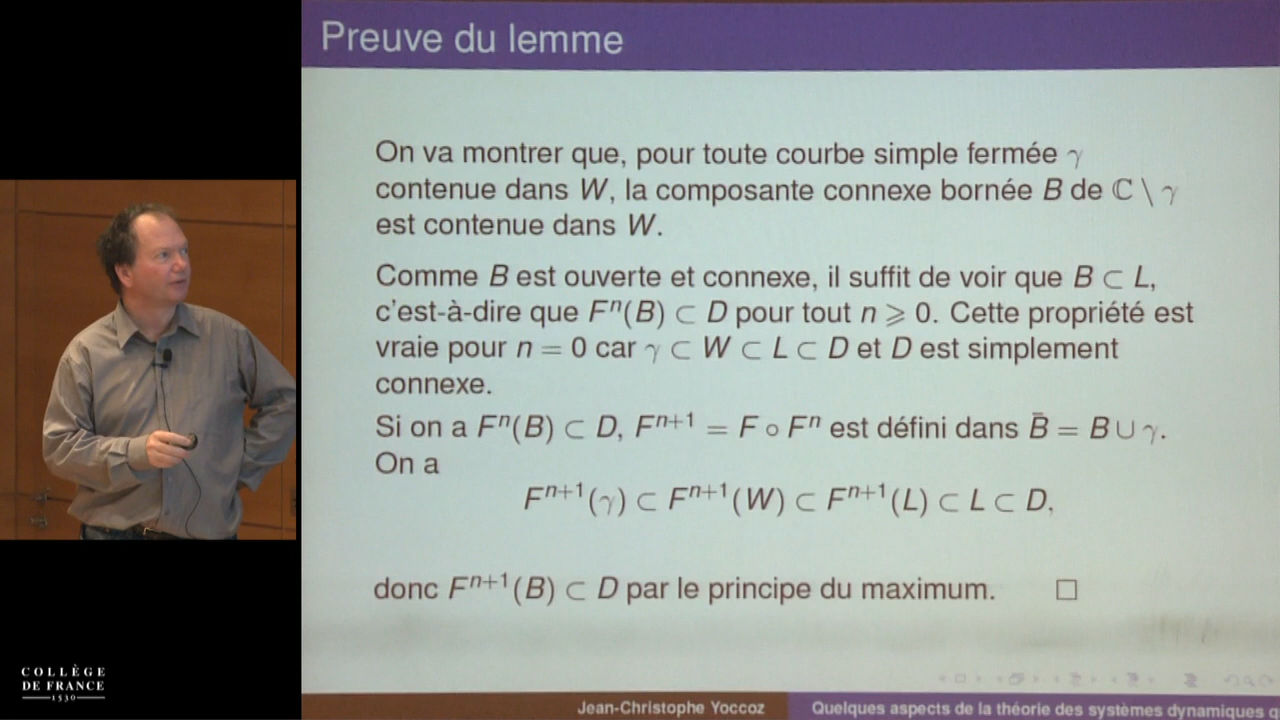 Preuve du lemme
On va montrer que, pour toute courbe simple fermée γ
contenue dans W, la composante connexe bornée B de ℂ \ γ
est contenue dans W.
Comme B est ouverte et connexe, il suffit de voir que B ⊂ L,
c'est-à-dire que Fⁿ(B) ⊂ D pour tout n ⩾ 0. Cette propriété est
vraie pour n = 0 car γ ⊂ W ⊂ L ⊂ D et D est simplement
connexe.
Si on a Fⁿ(B) ⊂ D, Fⁿ⁺¹ = F ∘ Fⁿ est défini dans B̄ = B ∪ γ.
On a
Fⁿ⁺¹(γ) ⊂ Fⁿ⁺¹(W) ⊂ Fⁿ⁺¹(L) ⊂ L ⊂ D,
donc Fⁿ⁺¹(B) ⊂ D par le principe du maximum. □
Jean-Christophe Yoccoz Quelques aspects de la théorie des systèmes dynamiques q
COLLÈGE
DE FRANCE
1530